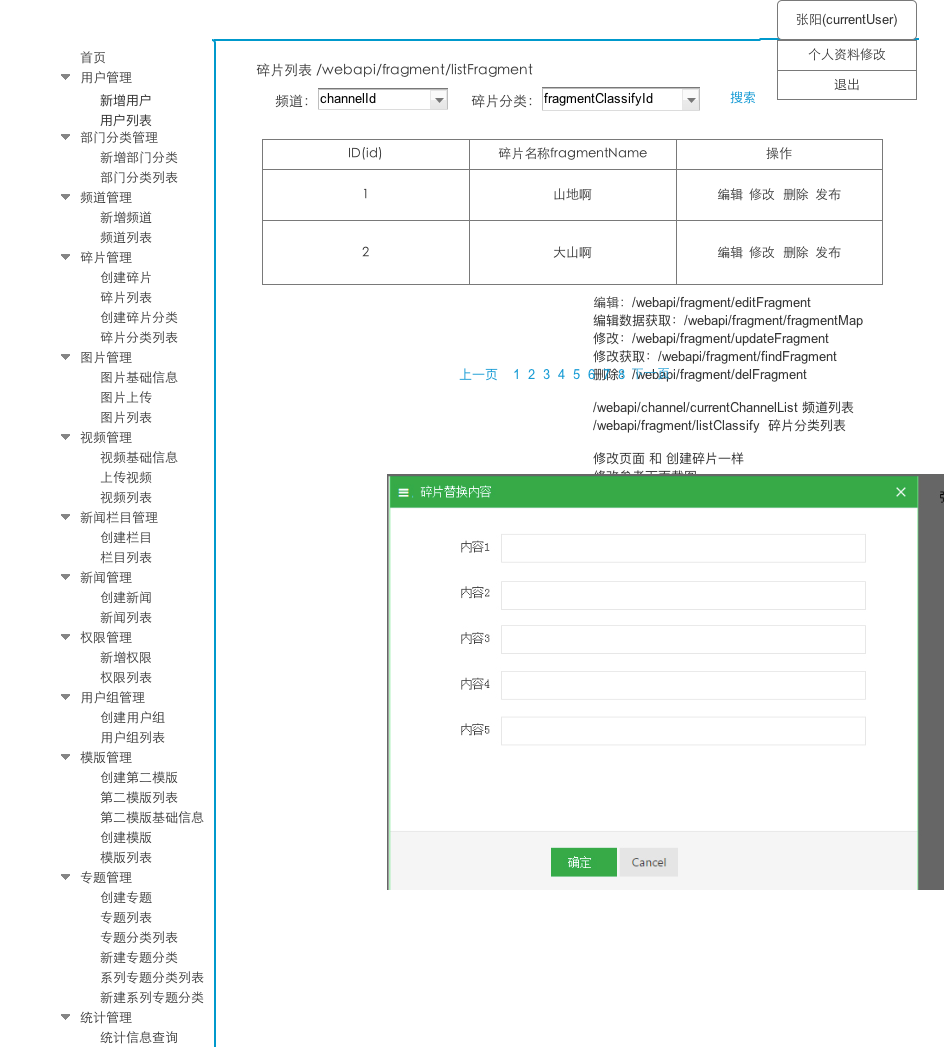 张阳(currentUser)
个人资料修改
退出
首页
用户管理
新增用户
用户列表
部门分类管理
新增部门分类
部门分类列表
频道管理
新增频道
频道列表
碎片管理
创建碎片
碎片列表
创建碎片分类
碎片分类列表
图片管理
图片基础信息
图片上传
图片列表
视频管理
视频基础信息
上传视频
视频列表
新闻栏目管理
创建栏目
栏目列表
新闻管理
创建新闻
新闻列表
权限管理
新增权限
权限列表
用户组管理
创建用户组
用户组列表
模版管理
创建第二模版
第二模版列表
第二模版基础信息
创建模版
模版列表
专题管理
创建专题
专题列表
专题分类列表
新建专题分类
系列专题分类列表
新建系列专题分类
统计管理
统计信息查询
碎片列表 /webapi/fragment/listFragment
频道： channelId 碎片分类： fragmentClassifyId 搜索
ID(id) 碎片名称fragmentName 操作
1 山地啊 编辑 修改 删除 发布
2 大山啊 编辑 修改 删除 发布
编辑：/webapi/fragment/editFragment
编辑数据获取：/webapi/fragment/fragmentMap
修改：/webapi/fragment/updateFragment
修改获取：/webapi/fragment/findFragment
上一页 1 2 3 4 5 6 7 8 下一页
删除：/webapi/fragment/delFragment
/webapi/channel/currentChannelList 频道列表
/webapi/fragment/listClassify 碎片分类列表
修改页面 和 创建碎片一样
碎片替换内容
内容1
内容2
内容3
内容4
内容5
确定 Cancel